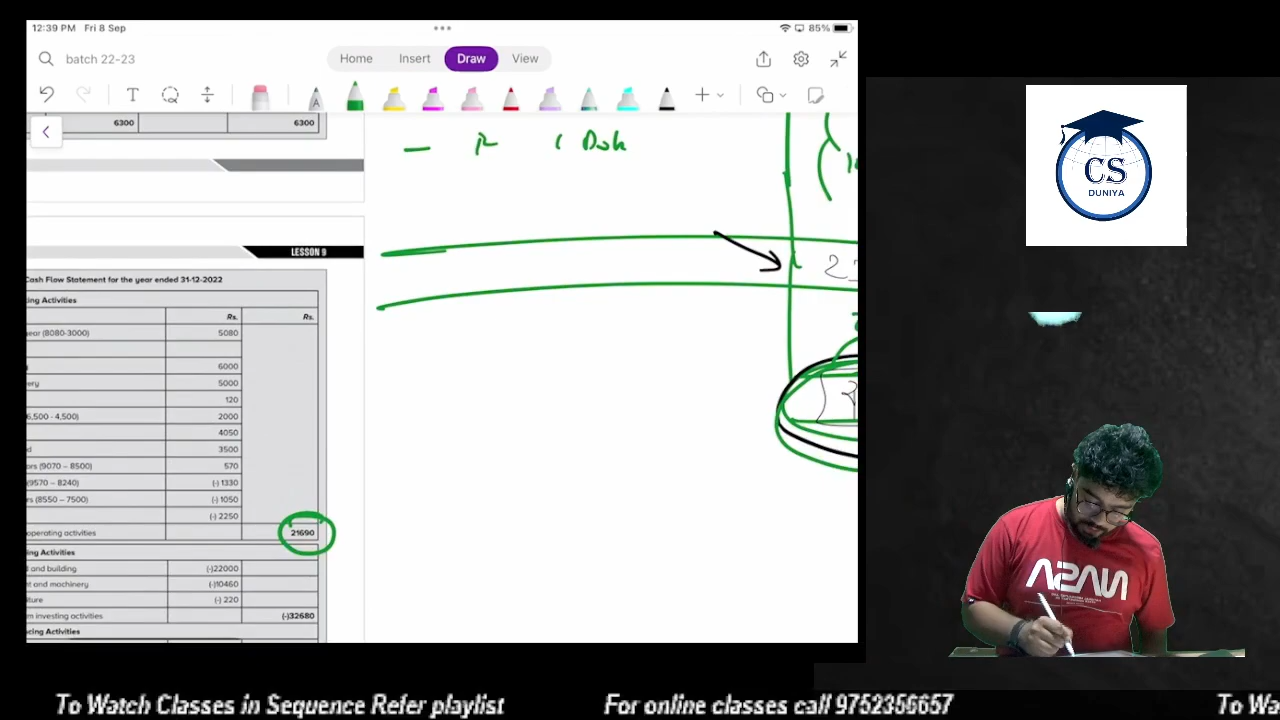 12:39 PM Fri 8 Sep
85%
batch 22-23
Home Insert Draw View
6300 6300
LESSON 9
Cash Flow Statement for the year ended 31-12-2022
ing Activities
Rs. Rs.
ear (8080-3000) 5080
6000
ery 5000
120
6,500 - 4,500) 2000
4050
d 3500
ors (9070 – 8500) 570
(9570 – 8240) (-) 1330
rs (8550 – 7500) (-) 1050
(-) 2250
operating activities 21690
ing Activities
d and building (-)22000
nt and machinery (-)10460
iture (-) 220
m investing activities (-)32680
cing Activities
CS
DUNIYA
To Watch Classes in Sequence Refer playlist For online classes call 9752356657 To Wa